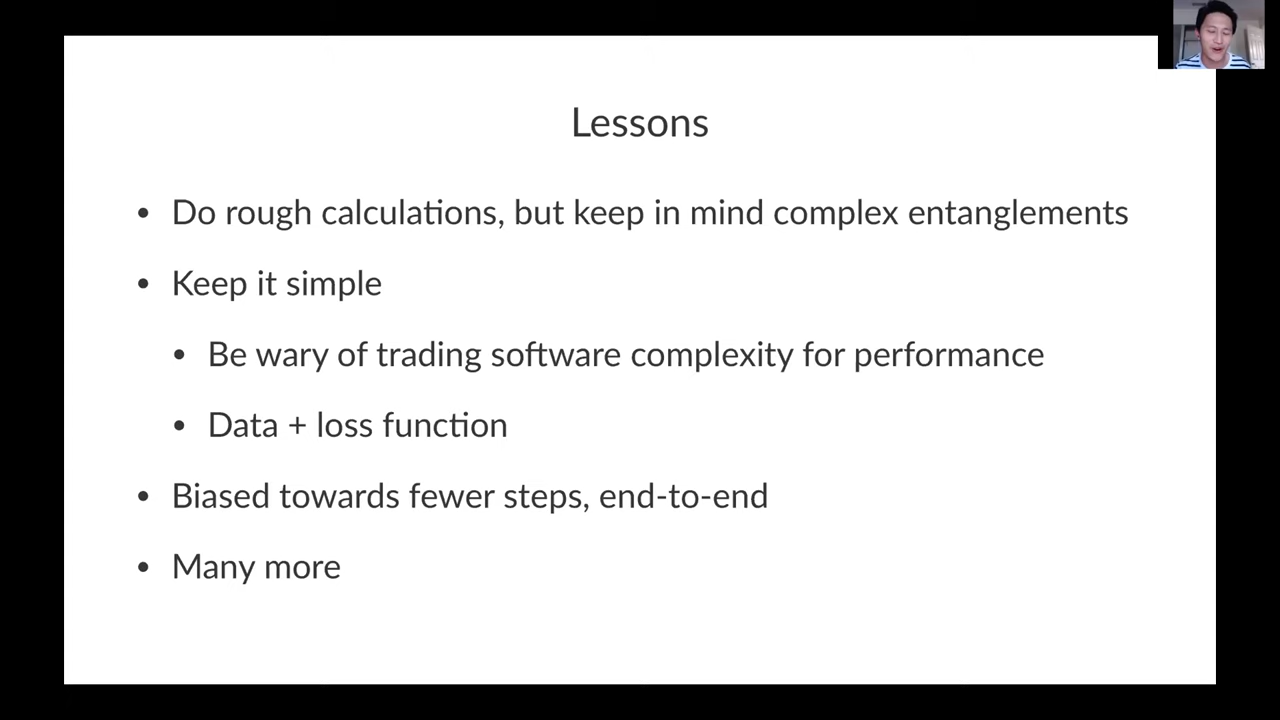 Lessons
• Do rough calculations, but keep in mind complex entanglements
• Keep it simple
• Be wary of trading software complexity for performance
• Data + loss function
• Biased towards fewer steps, end-to-end
• Many more